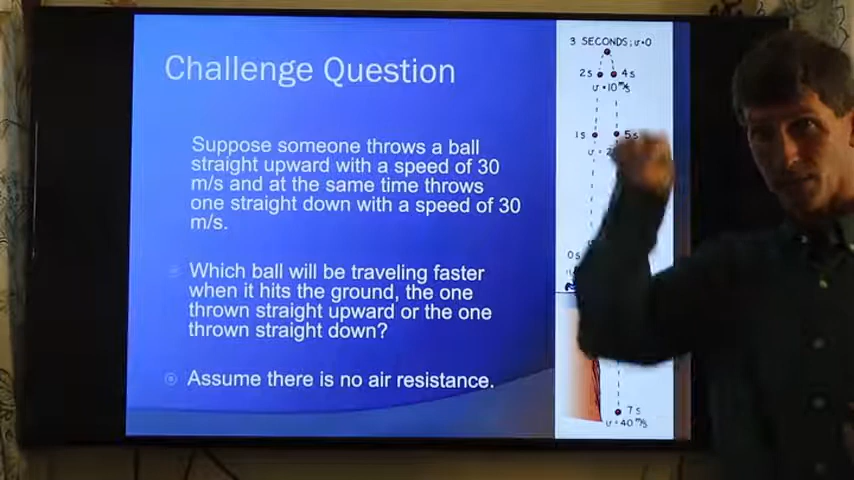 Challenge Question
Suppose someone throws a ball
straight upward with a speed of 30
m/s and at the same time throws
one straight down with a speed of 30
m/s.
Which ball will be traveling faster
when it hits the ground, the one
thrown straight upward or the one
thrown straight down?
Assume there is no air resistance.
3 SECONDS; v=0
2s 4s
v=10 m/s
1s 5s
v = 2
0s
7s
v=40 m/s